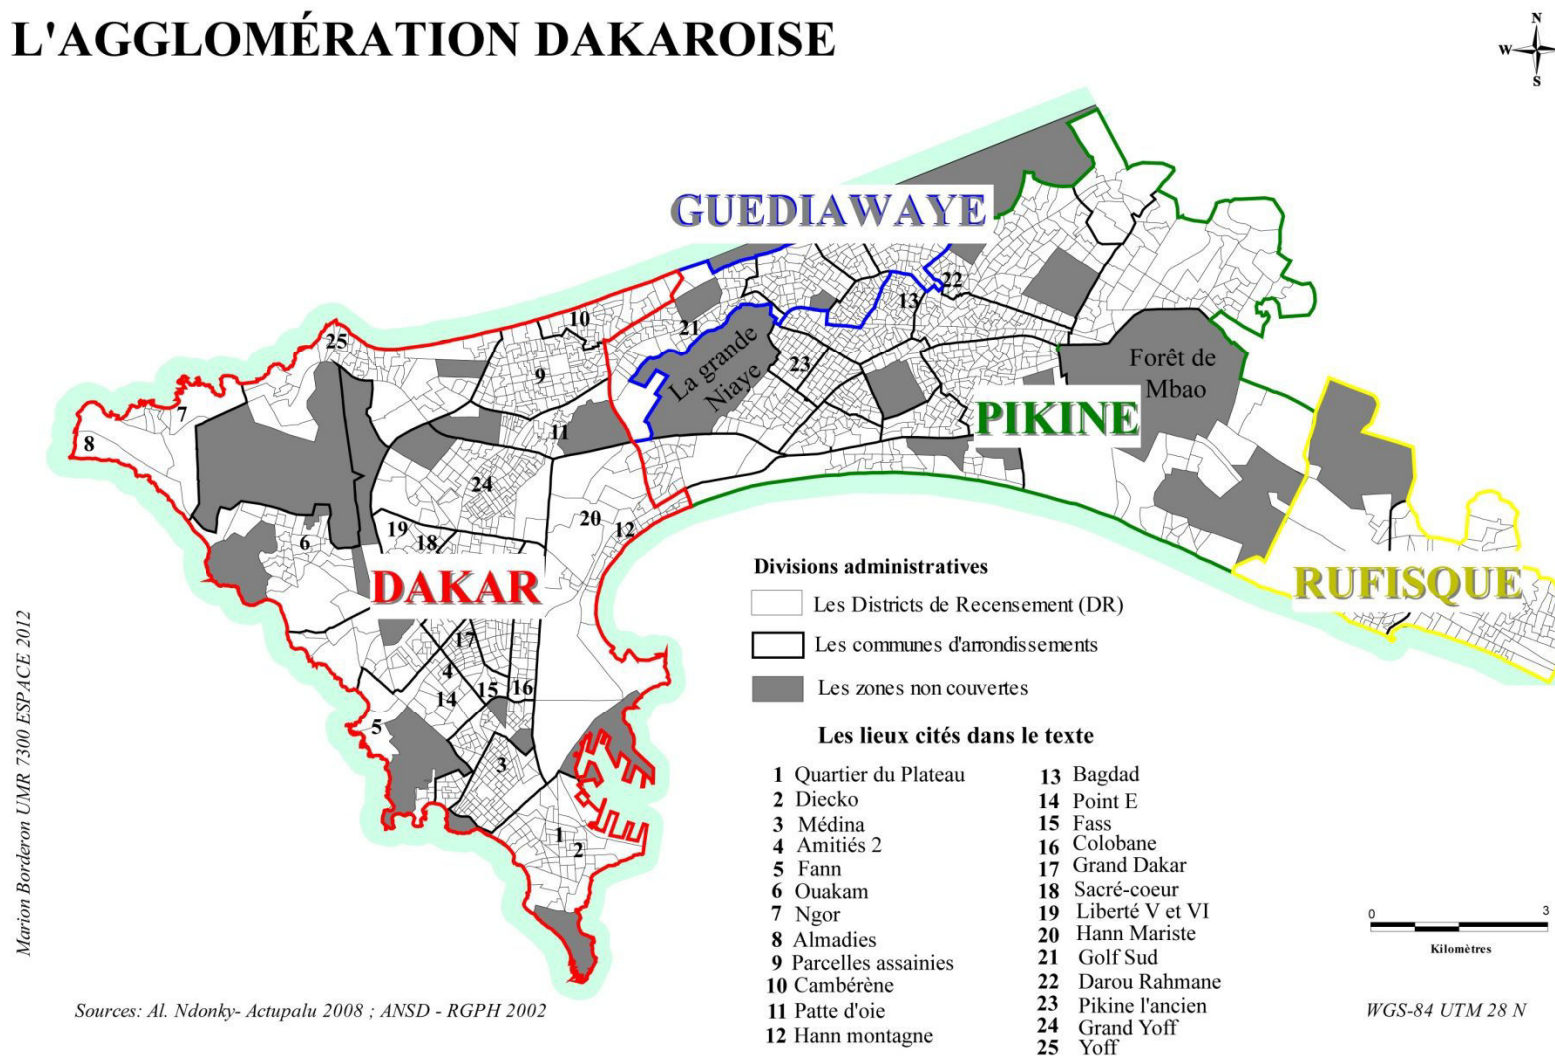 L'AGGLOMÉRATION DAKAROISE
N
W
E
S
GUEDIAWAYE
22
13
10
21
25
La grande
Niaye
23
9
Forêt de
Mbao
PIKINE
7
8
11
24
20
19
12
18
6
DAKAR
RUFISQUE
17
4
16
15
14
5
3
1
2
Divisions administratives
Les Districts de Recensement (DR)
Les communes d'arrondissements
Les zones non couvertes
Les lieux cités dans le texte
1 Quartier du Plateau
2 Diecko
3 Médina
4 Amitiés 2
5 Fann
6 Ouakam
7 Ngor
8 Almadies
9 Parcelles assainies
10 Cambérène
11 Patte d'oie
12 Hann montagne
13 Bagdad
14 Point E
15 Fass
16 Colobane
17 Grand Dakar
18 Sacré-coeur
19 Liberté V et VI
20 Hann Mariste
21 Golf Sud
22 Darou Rahmane
23 Pikine l'ancien
24 Grand Yoff
25 Yoff
0 3
Kilomètres
Marion Borderon UMR 7300 ESPACE 2012
Sources: Al. Ndonky- Actupalu 2008 ; ANSD - RGPH 2002
WGS-84 UTM 28 N